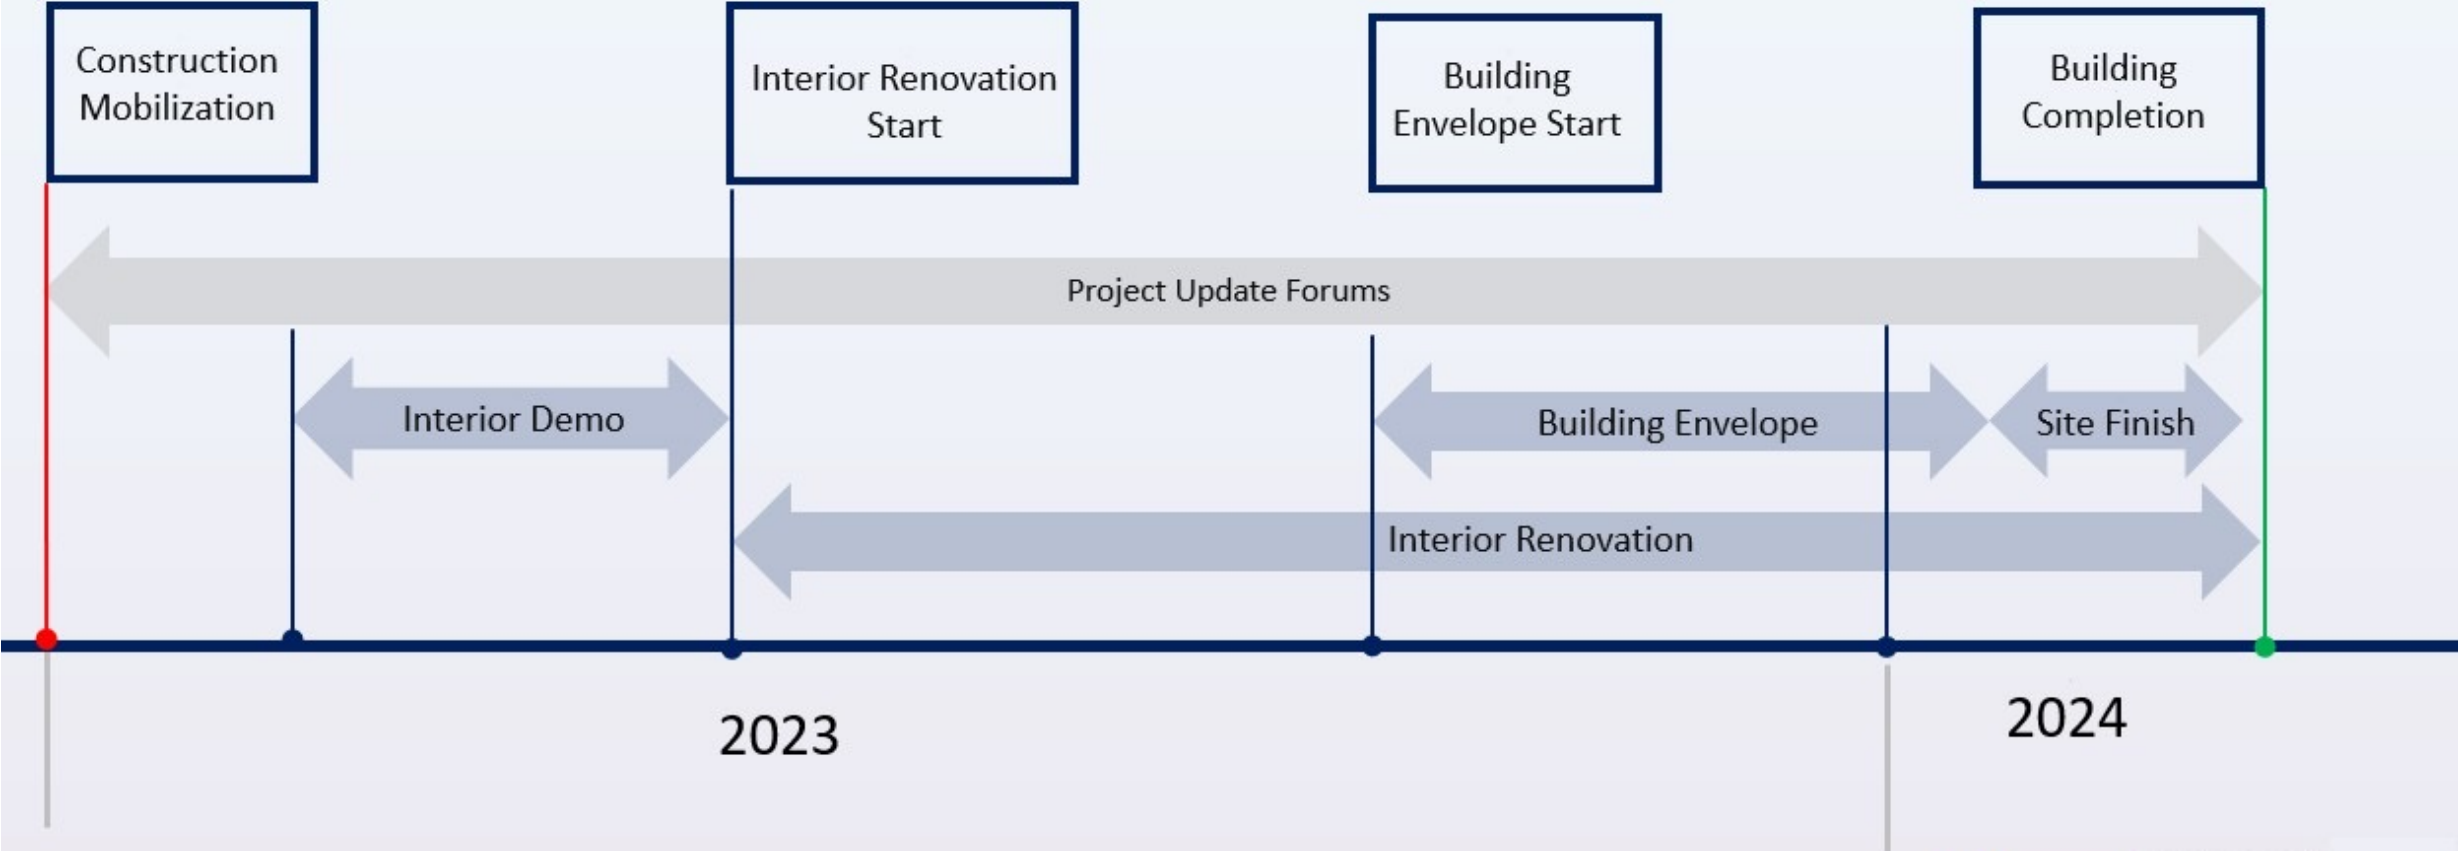 Construction
Mobilization
Interior Renovation
Start
Building
Envelope Start
Building
Completion
Project Update Forums
Interior Demo
Building Envelope
Site Finish
Interior Renovation
2023
2024